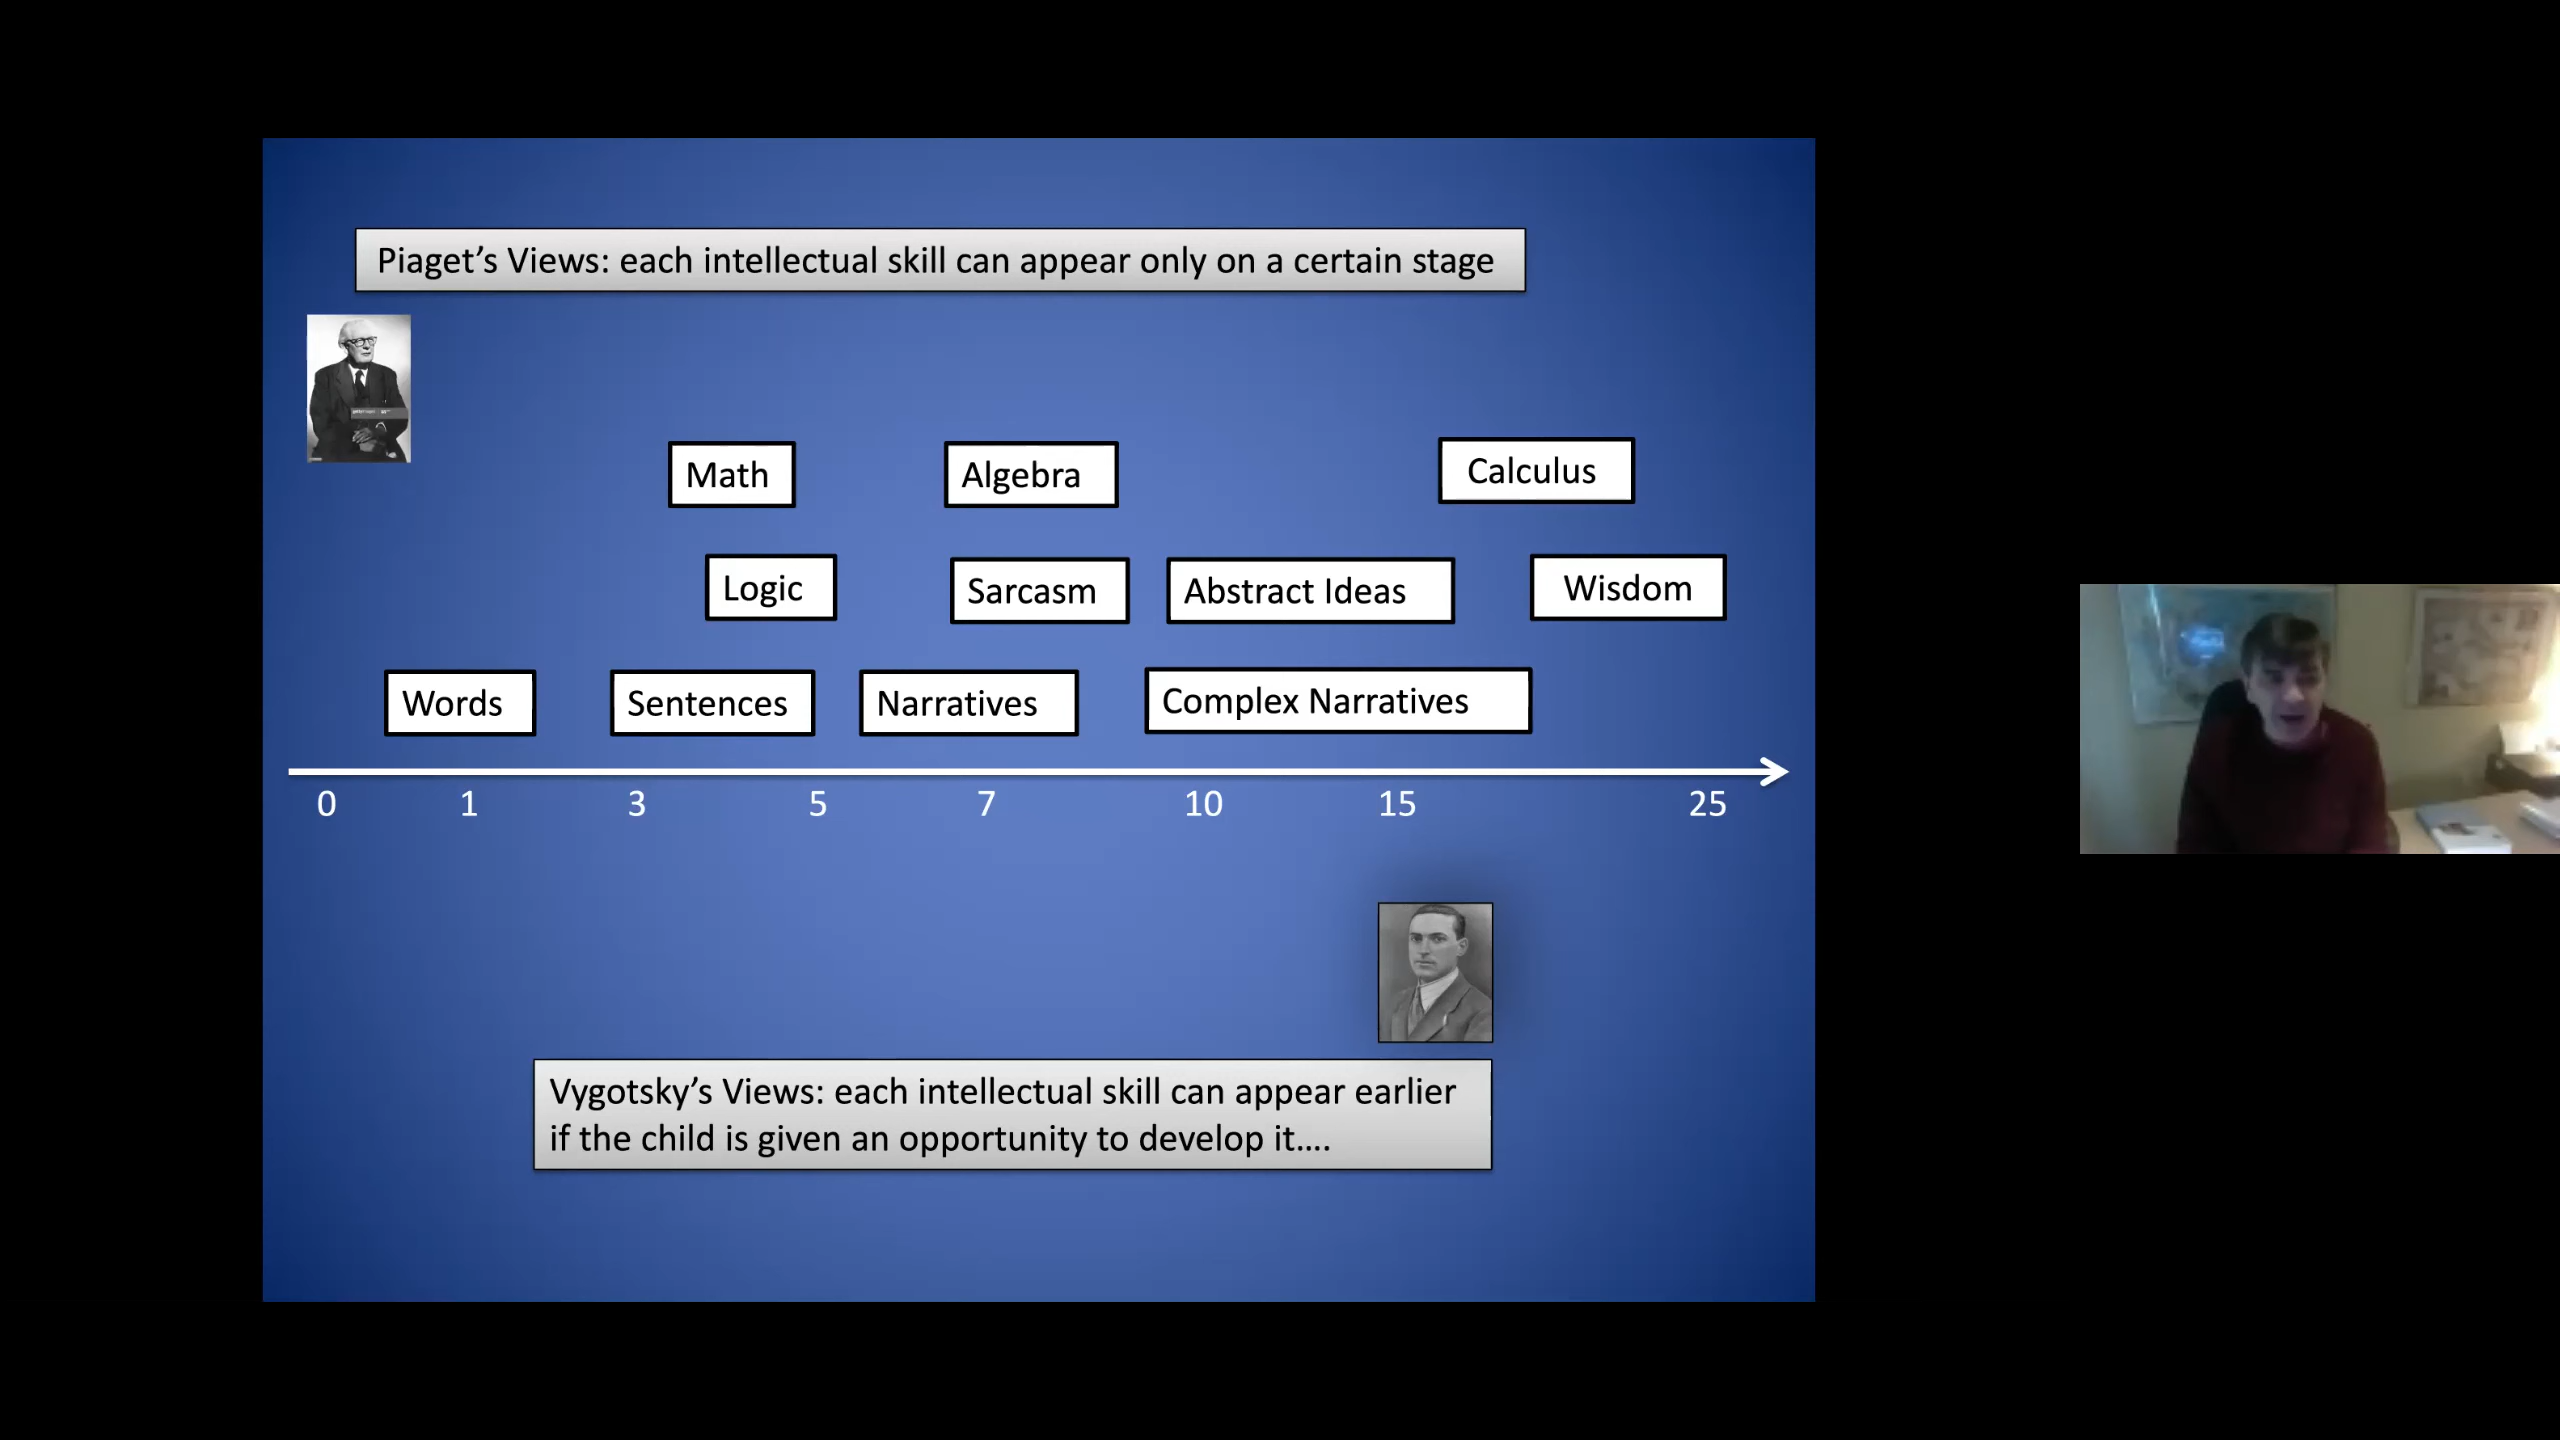 Piaget’s Views: each intellectual skill can appear only on a certain stage
Math
Algebra
Calculus
Logic
Sarcasm
Abstract Ideas
Wisdom
Words
Sentences
Narratives
Complex Narratives
0 1 3 5 7 10 15 25
Vygotsky’s Views: each intellectual skill can appear earlier
if the child is given an opportunity to develop it....